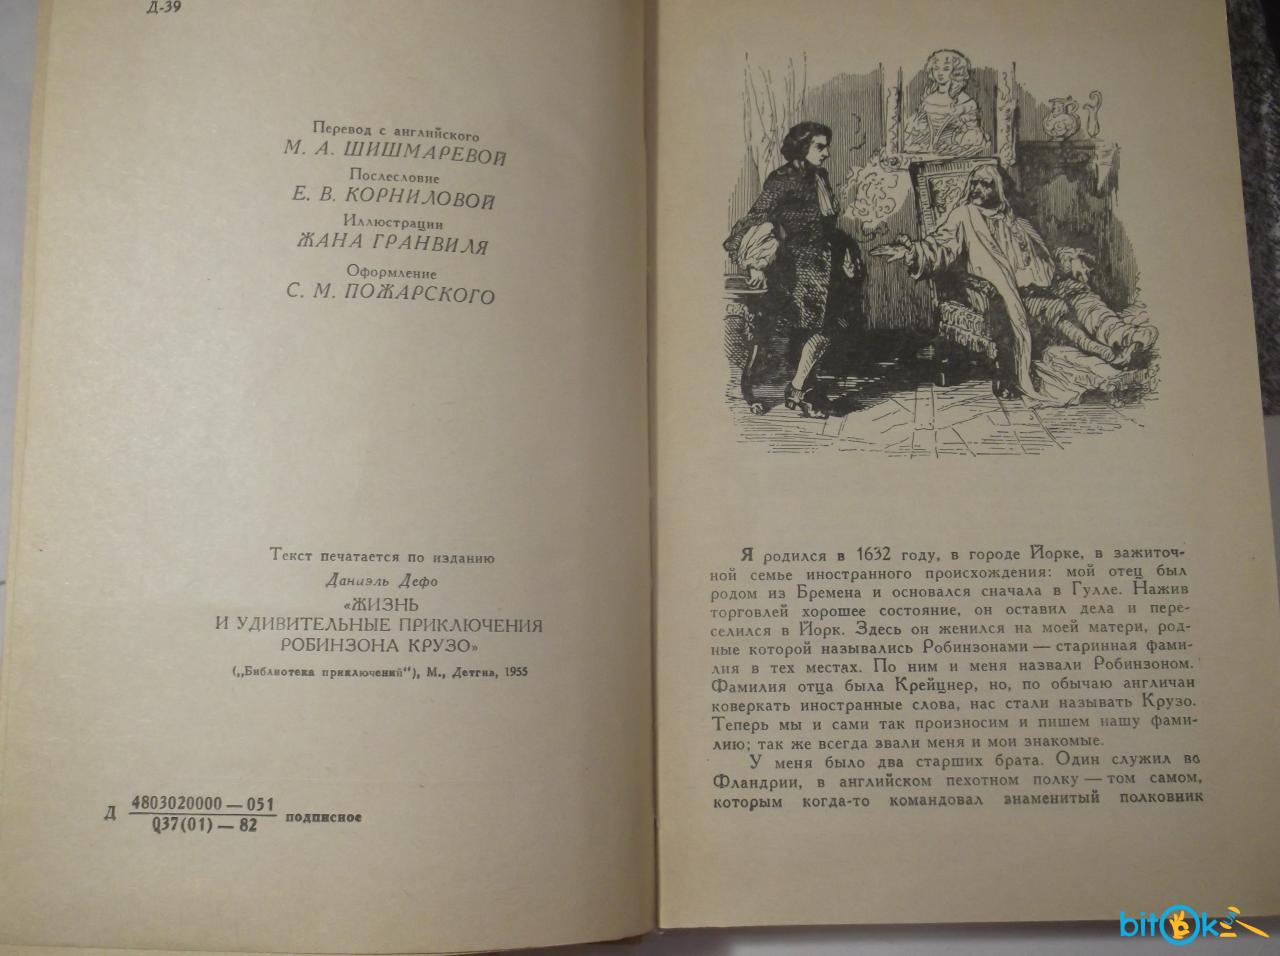 Д-39
Перевод с английского
М. А. ШИШМАРЕВОЙ
Послесловие
Е. В. КОРНИЛОВОЙ
Иллюстрации
ЖАНА ГРАНВИЛЯ
Оформление
С. М. ПОЖАРСКОГО
Текст печатается по изданию
Даниэль Дефо
«ЖИЗНЬ
И УДИВИТЕЛЬНЫЕ ПРИКЛЮЧЕНИЯ
РОБИНЗОНА КРУЗО»
(„Библиотека приключений“), М., Детгиз, 1955
Д 4803020000—051
Q37(01)—82 подписное
Я родился в 1632 году, в городе Йорке, в зажиточ-
ной семье иностранного происхождения: мой отец был
родом из Бремена и основался сначала в Гулле. Нажив
торговлей хорошее состояние, он оставил дела и пере-
селился в Йорк. Здесь он женился на моей матери, род-
ные которой назывались Робинзонами — старинная фами-
лия в тех местах. По ним и меня назвали Робинзоном.
Фамилия отца была Крейцнер, но, по обычаю англичан
коверкать иностранные слова, нас стали называть Крузо.
Теперь мы и сами так произносим и пишем нашу фами-
лию; так же всегда звали меня и мои знакомые.
У меня было два старших брата. Один служил во
Фландрии, в английском пехотном полку — том самом,
которым когда-то командовал знаменитый полковник
bitOk